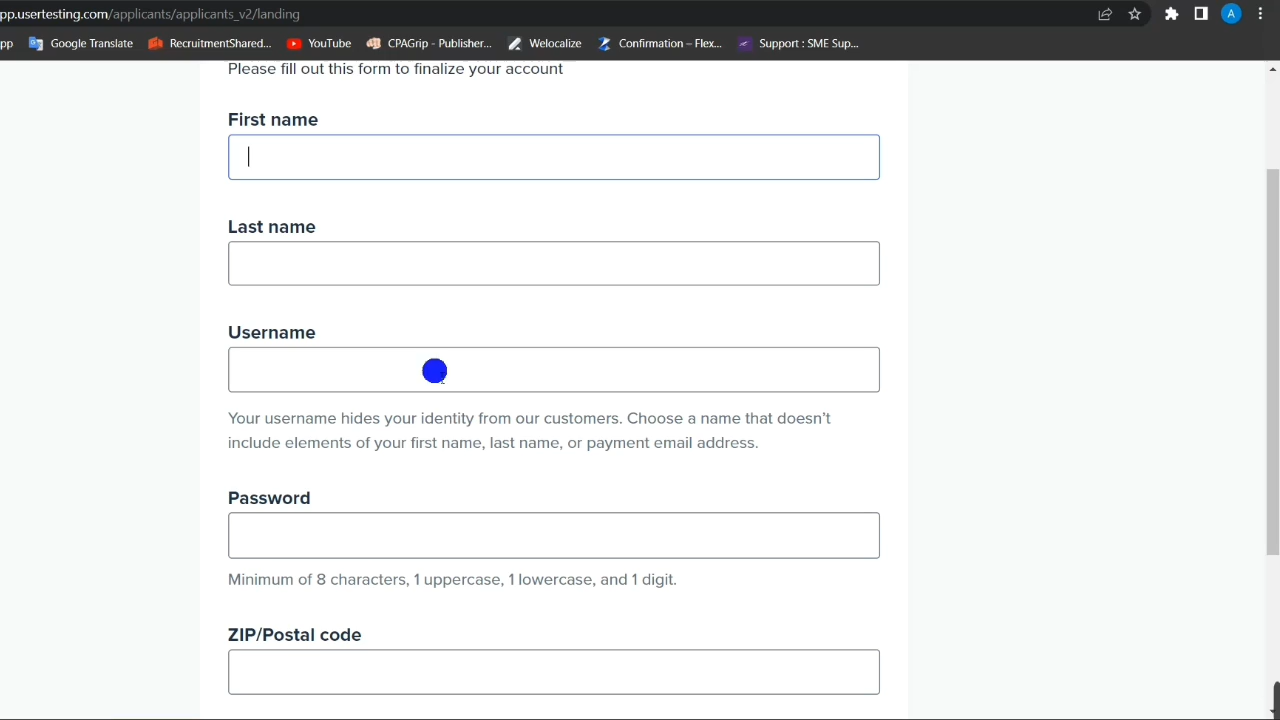 pp.usertesting.com/applicants/applicants_v2/landing
A
pp Google Translate RecruitmentShared... YouTube CPAGrip - Publisher... Welocalize Confirmation – Flex... Support : SME Sup...
Please fill out this form to finalize your account
First name
Last name
Username
Your username hides your identity from our customers. Choose a name that doesn’t
include elements of your first name, last name, or payment email address.
Password
Minimum of 8 characters, 1 uppercase, 1 lowercase, and 1 digit.
ZIP/Postal code